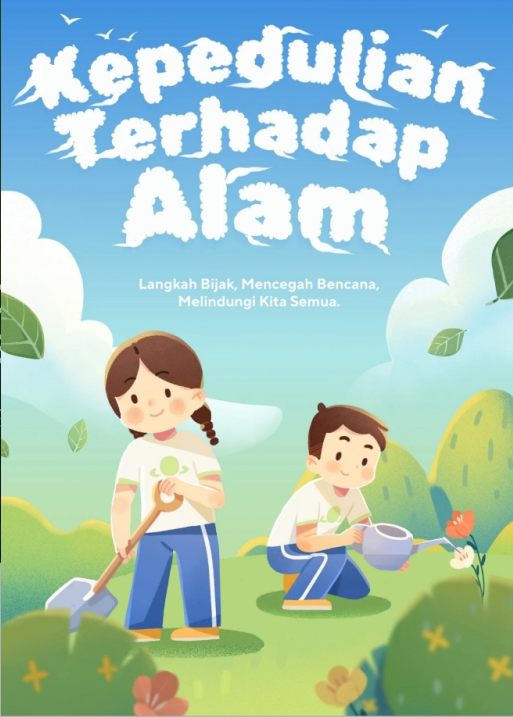 Kepedulian
Terhadap
Alam
Langkah Bijak, Mencegah Bencana,
Melindungi Kita Semua.